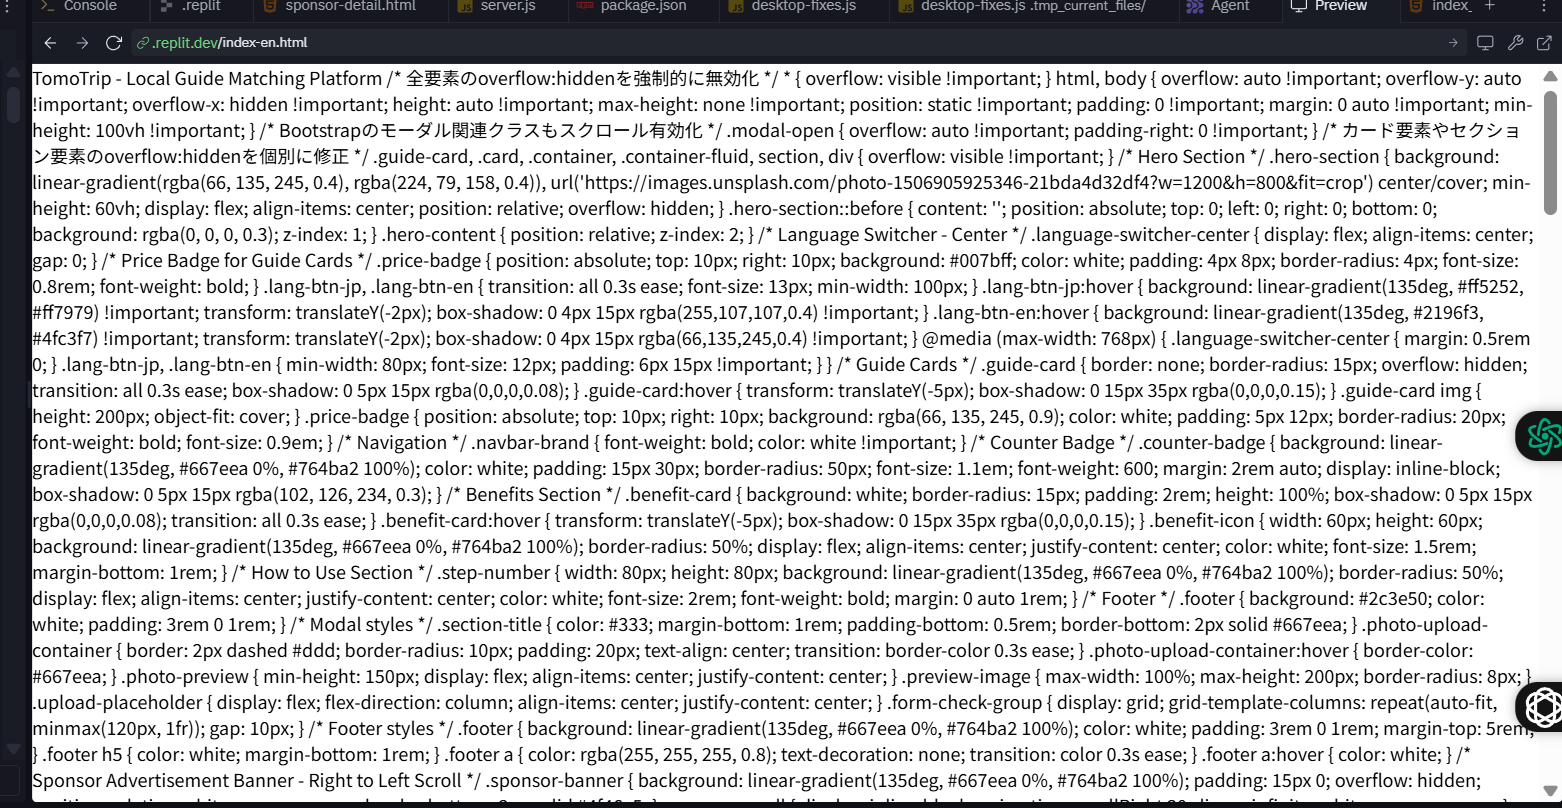 Console .replit sponsor-detail.html server.js package.json desktop-fixes.js desktop-fixes.js .tmp_current_files/ Agent Preview index_
.replit.dev/index-en.html
TomoTrip - Local Guide Matching Platform /* 全要素のoverflow:hiddenを強制的に無効化 */ * { overflow: visible !important; } html, body { overflow: auto !important; overflow-y: auto
!important; overflow-x: hidden !important; height: auto !important; max-height: none !important; position: static !important; padding: 0 !important; margin: 0 auto !important; min-
height: 100vh !important; } /* Bootstrapのモーダル関連クラスもスクロール有効化 */ .modal-open { overflow: auto !important; padding-right: 0 !important; } /* カード要素やセクショ
ン要素のoverflow:hiddenを個別に修正 */ .guide-card, .card, .container, .container-fluid, section, div { overflow: visible !important; } /* Hero Section */ .hero-section { background:
linear-gradient(rgba(66, 135, 245, 0.4), rgba(224, 79, 158, 0.4)), url('https://images.unsplash.com/photo-1506905925346-21bda4d32df4?w=1200&h=800&fit=crop') center/cover; min-
height: 60vh; display: flex; align-items: center; position: relative; overflow: hidden; } .hero-section::before { content: ''; position: absolute; top: 0; left: 0; right: 0; bottom: 0;
background: rgba(0, 0, 0, 0.3); z-index: 1; } .hero-content { position: relative; z-index: 2; } /* Language Switcher - Center */ .language-switcher-center { display: flex; align-items: center;
gap: 0; } /* Price Badge for Guide Cards */ .price-badge { position: absolute; top: 10px; right: 10px; background: #007bff; color: white; padding: 4px 8px; border-radius: 4px; font-size:
0.8rem; font-weight: bold; } .lang-btn-jp, .lang-btn-en { transition: all 0.3s ease; font-size: 13px; min-width: 100px; } .lang-btn-jp:hover { background: linear-gradient(135deg, #ff5252,
#ff7979) !important; transform: translateY(-2px); box-shadow: 0 4px 15px rgba(255,107,107,0.4) !important; } .lang-btn-en:hover { background: linear-gradient(135deg, #2196f3,
#4fc3f7) !important; transform: translateY(-2px); box-shadow: 0 4px 15px rgba(66,135,245,0.4) !important; } @media (max-width: 768px) { .language-switcher-center { margin: 0.5rem
0; } .lang-btn-jp, .lang-btn-en { min-width: 80px; font-size: 12px; padding: 6px 15px !important; } } /* Guide Cards */ .guide-card { border: none; border-radius: 15px; overflow: hidden;
transition: all 0.3s ease; box-shadow: 0 5px 15px rgba(0,0,0,0.08); } .guide-card:hover { transform: translateY(-5px); box-shadow: 0 15px 35px rgba(0,0,0,0.15); } .guide-card img {
height: 200px; object-fit: cover; } .price-badge { position: absolute; top: 10px; right: 10px; background: rgba(66, 135, 245, 0.9); color: white; padding: 5px 12px; border-radius: 20px;
font-weight: bold; font-size: 0.9em; } /* Navigation */ .navbar-brand { font-weight: bold; color: white !important; } /* Counter Badge */ .counter-badge { background: linear-
gradient(135deg, #667eea 0%, #764ba2 100%); color: white; padding: 15px 30px; border-radius: 50px; font-size: 1.1em; font-weight: 600; margin: 2rem auto; display: inline-block;
box-shadow: 0 5px 15px rgba(102, 126, 234, 0.3); } /* Benefits Section */ .benefit-card { background: white; border-radius: 15px; padding: 2rem; height: 100%; box-shadow: 0 5px 15px
rgba(0,0,0,0.08); transition: all 0.3s ease; } .benefit-card:hover { transform: translateY(-5px); box-shadow: 0 15px 35px rgba(0,0,0,0.15); } .benefit-icon { width: 60px; height: 60px;
background: linear-gradient(135deg, #667eea 0%, #764ba2 100%); border-radius: 50%; display: flex; align-items: center; justify-content: center; color: white; font-size: 1.5rem;
margin-bottom: 1rem; } /* How to Use Section */ .step-number { width: 80px; height: 80px; background: linear-gradient(135deg, #667eea 0%, #764ba2 100%); border-radius: 50%;
display: flex; align-items: center; justify-content: center; color: white; font-size: 2rem; font-weight: bold; margin: 0 auto 1rem; } /* Footer */ .footer { background: #2c3e50; color:
white; padding: 3rem 0 1rem; } /* Modal styles */ .section-title { color: #333; margin-bottom: 1rem; padding-bottom: 0.5rem; border-bottom: 2px solid #667eea; } .photo-upload-
container { border: 2px dashed #ddd; border-radius: 10px; padding: 20px; text-align: center; transition: border-color 0.3s ease; } .photo-upload-container:hover { border-color:
#667eea; } .photo-preview { min-height: 150px; display: flex; align-items: center; justify-content: center; } .preview-image { max-width: 100%; max-height: 200px; border-radius: 8px; }
.upload-placeholder { display: flex; flex-direction: column; align-items: center; justify-content: center; } .form-check-group { display: grid; grid-template-columns: repeat(auto-fit,
minmax(120px, 1fr)); gap: 10px; } /* Footer styles */ .footer { background: linear-gradient(135deg, #667eea 0%, #764ba2 100%); color: white; padding: 3rem 0 1rem; margin-top: 5rem;
} .footer h5 { color: white; margin-bottom: 1rem; } .footer a { color: rgba(255, 255, 255, 0.8); text-decoration: none; transition: color 0.3s ease; } .footer a:hover { color: white; } /*
Sponsor Advertisement Banner - Right to Left Scroll */ .sponsor-banner { background: linear-gradient(135deg, #667eea 0%, #764ba2 100%); padding: 15px 0; overflow: hidden;